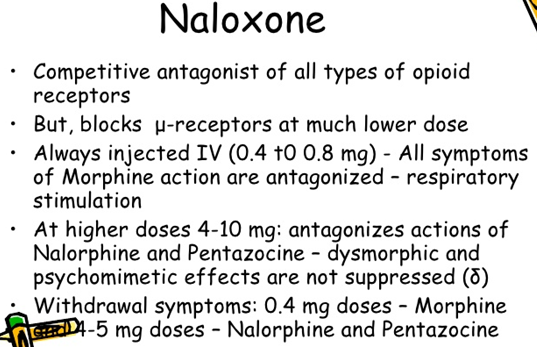 Naloxone
• Competitive antagonist of all types of opioid
receptors
• But, blocks μ-receptors at much lower dose
• Always injected IV (0.4 t0 0.8 mg) - All symptoms
of Morphine action are antagonized – respiratory
stimulation
• At higher doses 4-10 mg: antagonizes actions of
Nalorphine and Pentazocine – dysmorphic and
psychomimetic effects are not suppressed (δ)
• Withdrawal symptoms: 0.4 mg doses – Morphine
and 4-5 mg doses – Nalorphine and Pentazocine